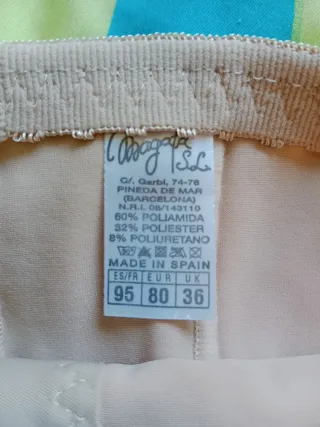 S.L.
C/. Garbi, 74-76
PINEDA DE MAR
(BARCELONA)
N.R.I. 08/143110
60% POLIAMIDA
32% POLIESTER
8% POLIURETANO
MADE IN SPAIN
ES/FR EUR UK
95 80 36